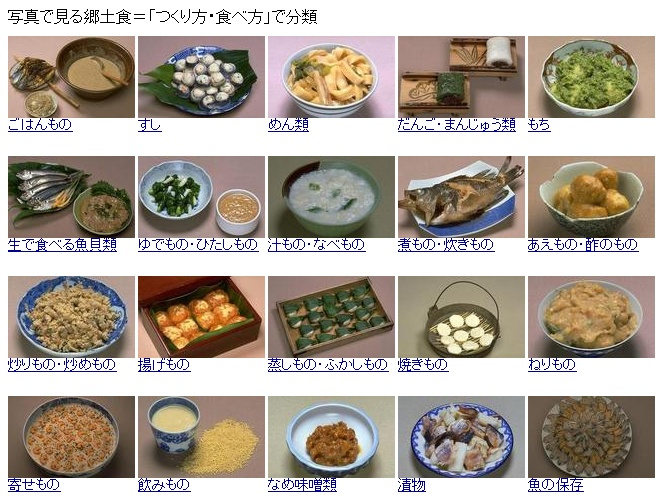 写真で見る郷土食＝「つくり方・食べ方」で分類
ごはんもの
すし
めん類
だんご・まんじゅう類
もち
生で食べる魚貝類
ゆでもの・ひたしもの
汁もの・なべもの
煮もの・炊ぎもの
あえもの・酢のもの
炒りもの・炒めもの
揚げもの
蒸しもの・ふかしもの
焼きもの
ねりもの
寄せもの
飲みもの
なめ味噌類
漬物
魚の保存